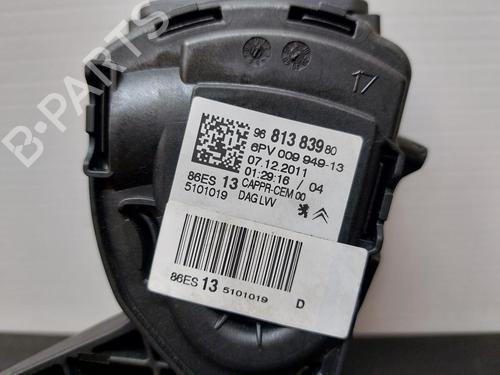 B-PARTS
17
96 813 839 80
6PV 009 949-13
07.12.2011
01:29:16 / 04
86ES 13 CAPPR-CEM 00
5101019 DAG LVV
86ES 13 5101019 D